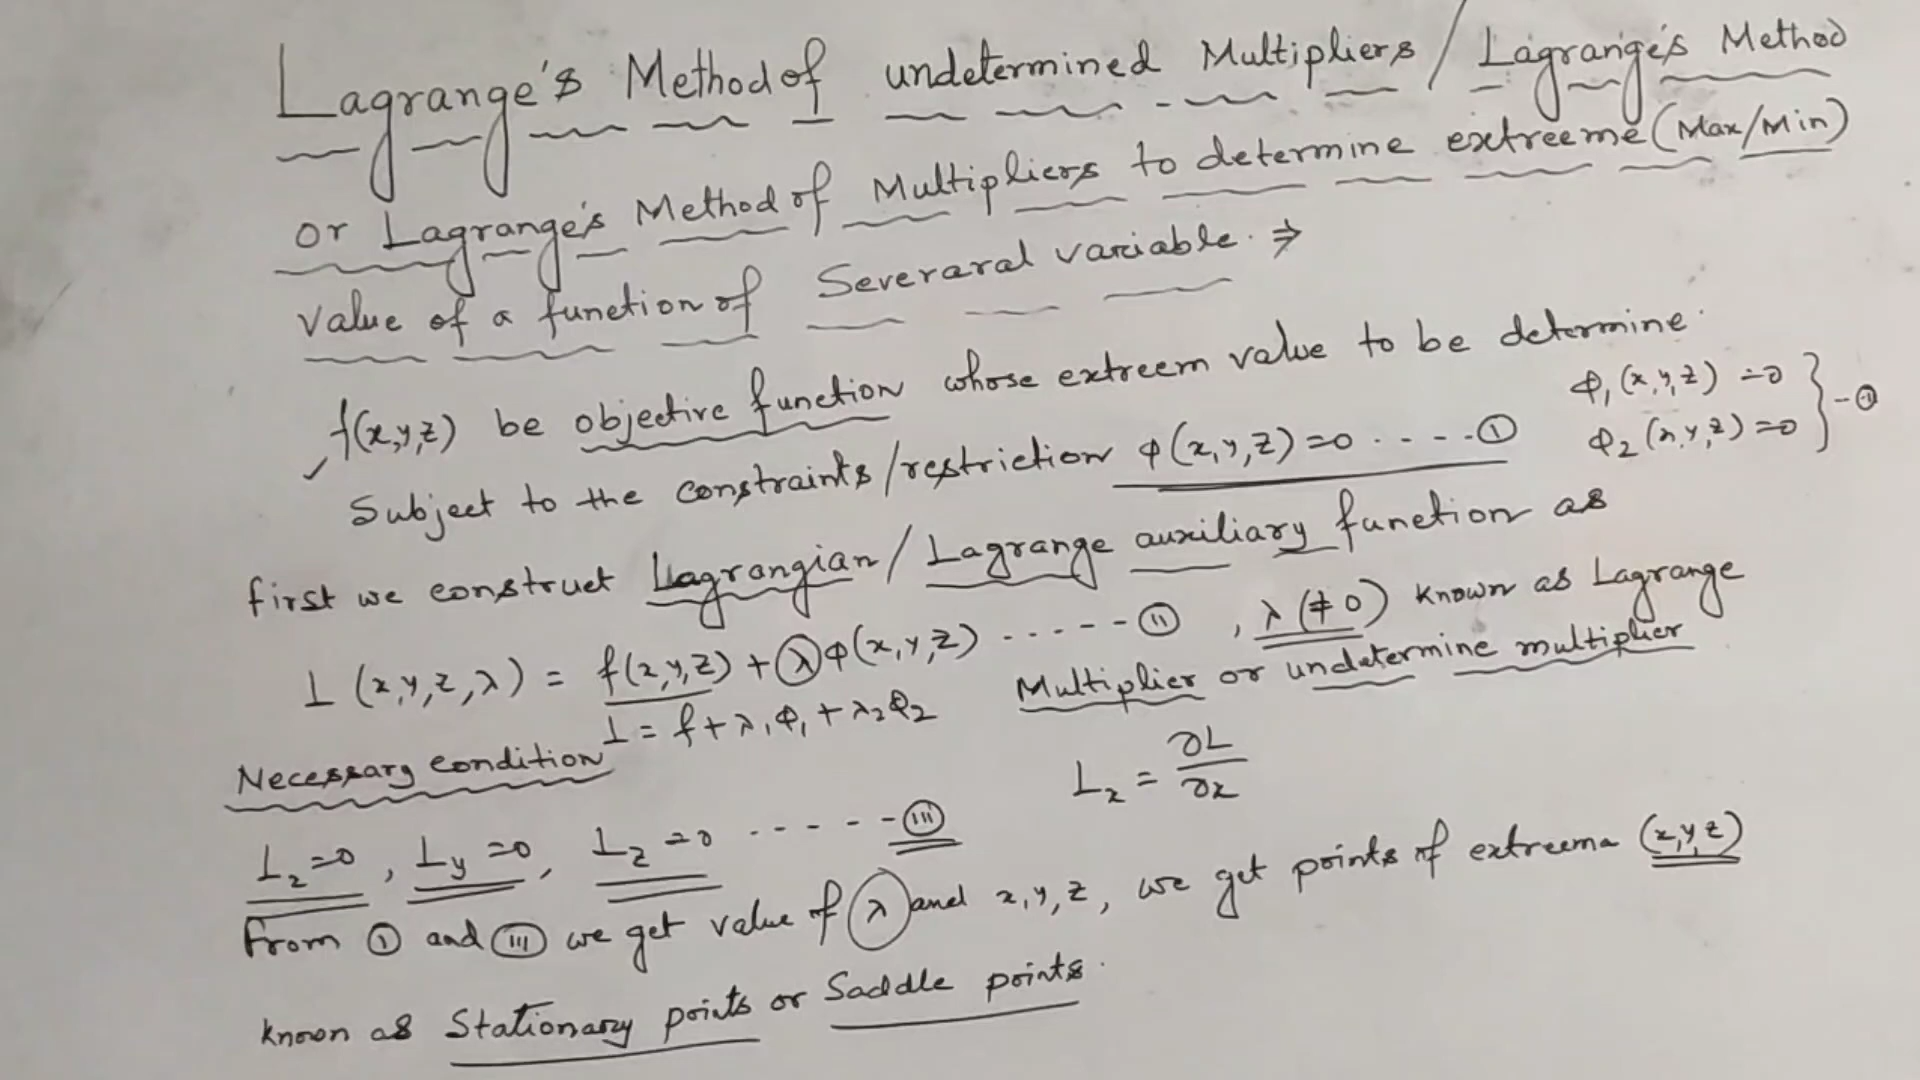 Lagrange's Method of undetermined Multipliers / Lagrange's Method
or Lagrange's Method of Multipliers to determine extreeme (Max/Min)
value of a function of Severaral variable. ⇒
f(x,y,z) be objective function whose extreem value to be determine.
Subject to the constraints/restriction φ(x,y,z)=0 ----①
φ₁(x,y,z)=0
φ₂(x,y,z)=0 } -①
first we construct Lagrangian / Lagrange auxiliary function as
L (x,y,z,λ) = f(x,y,z) + λφ(x,y,z) ------ⓘⓘ , λ(≠0) known as Lagrange
Multiplier or undetermine multiplier
L = f+λ₁φ₁+λ₂φ₂
Necessary condition
Lₓ = ∂L/∂x
Lₓ=0, Ly=0, Lz=0 ------(iii)
From ① and (iii) we get value of λ and x,y,z, we get points of extreema (x,y,z)
known as Stationary points or Saddle points.